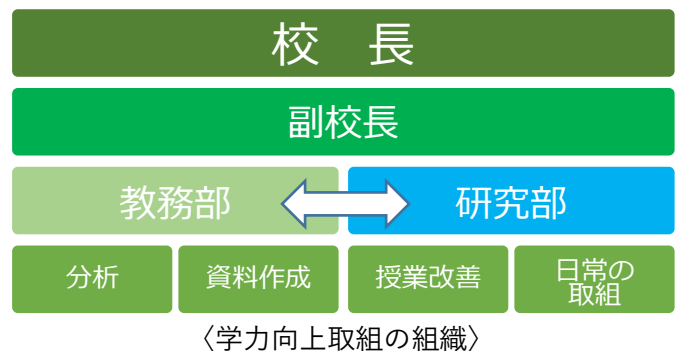 校　長
副校長
教務部
研究部
分析
資料作成
授業改善
日常の
取組
〈学力向上取組の組織〉